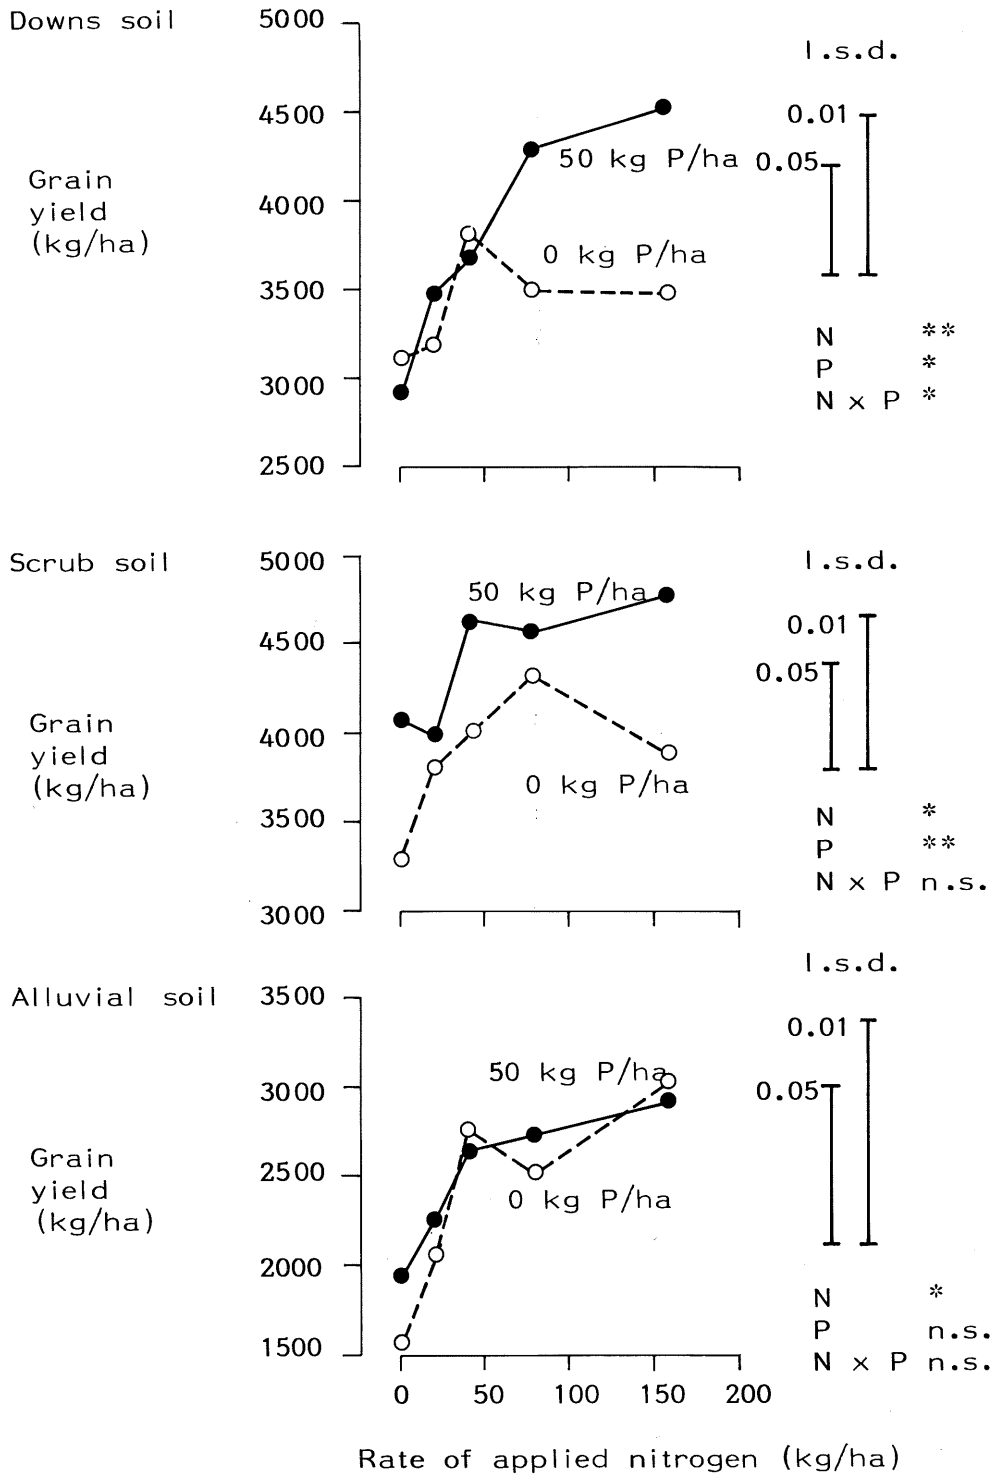 Downs soil
5000
l.s.d.
4500
0.01
50 kg P/ha
0.05
Grain
yield
(kg/ha)
4000
0 kg P/ha
3500
N **
P *
3000
N x P *
2500
Scrub soil
5000
l.s.d.
50 kg P/ha
0.01
4500
0.05
Grain
yield
(kg/ha)
4000
0 kg P/ha
3500
N *
P **
N x P n.s.
3000
l.s.d.
Alluvial soil
3500
0.01
50 kg P/ha
3000
0.05
Grain
yield
(kg/ha)
2500
0 kg P/ha
2000
N *
P n.s.
1500
N x P n.s.
0 50 100 150 200
Rate of applied nitrogen (kg/ha)